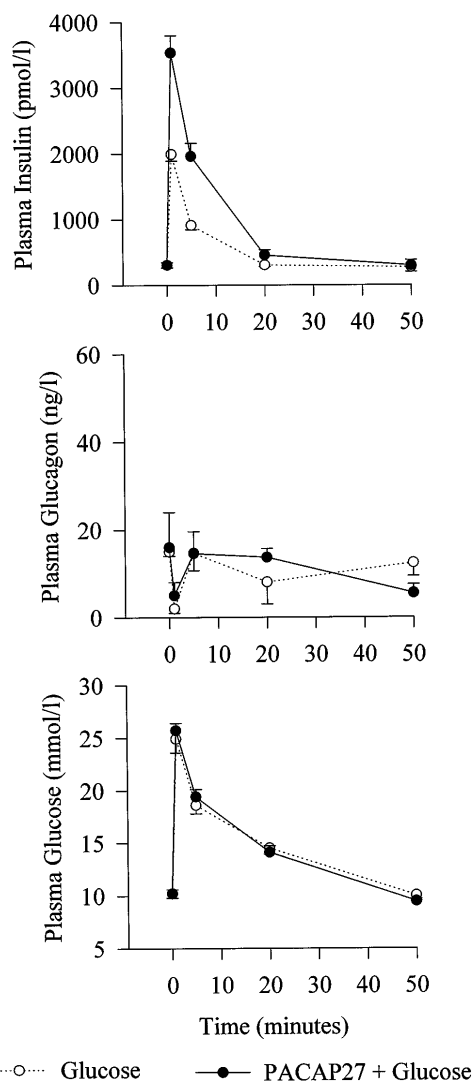 4000
3000
2000
1000
0
Plasma Insulin (pmol/l)
0 10 20 30 40 50
60
40
20
0
Plasma Glucagon (ng/l)
0 10 20 30 40 50
30
25
20
15
10
5
Plasma Glucose (mmol/l)
0 10 20 30 40 50
Time (minutes)
Glucose PACAP27 + Glucose